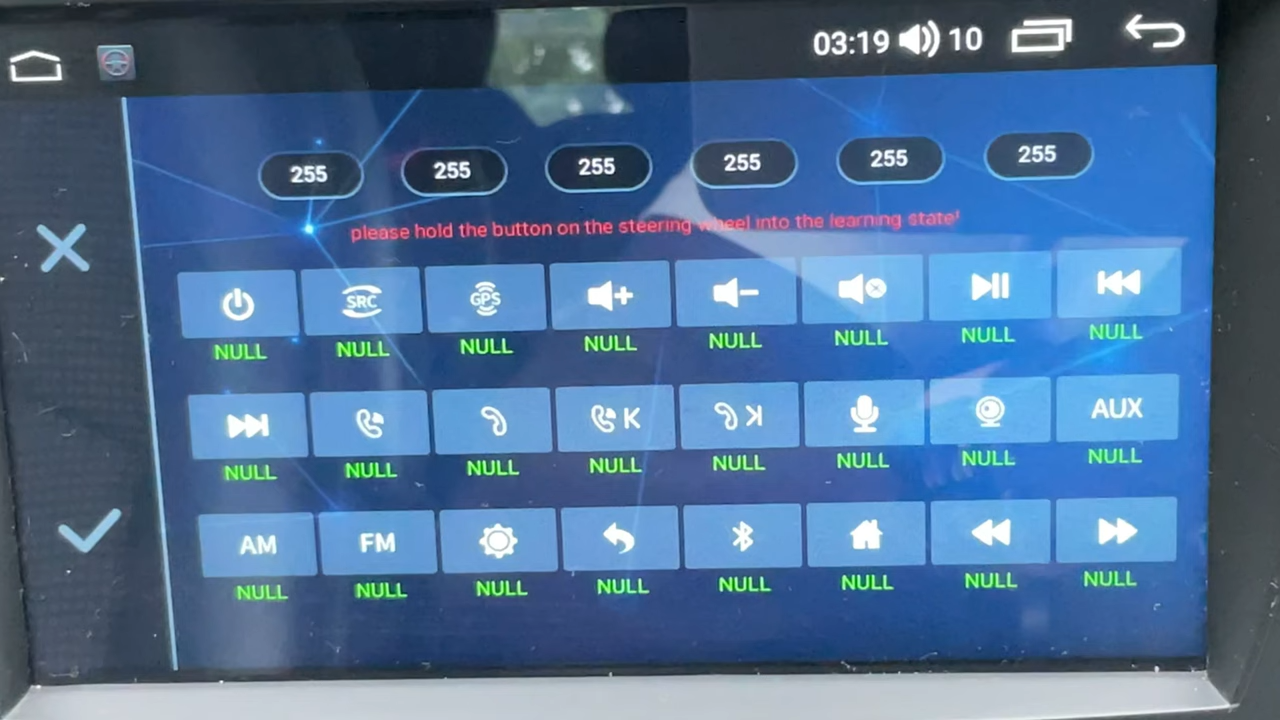 03:19 10
255 255 255 255 255 255
please hold the button on the steering wheel into the learning state!
SRC GPS
NULL NULL NULL NULL NULL NULL NULL NULL
K K AUX
NULL NULL NULL NULL NULL NULL NULL NULL
AM FM
NULL NULL NULL NULL NULL NULL NULL NULL